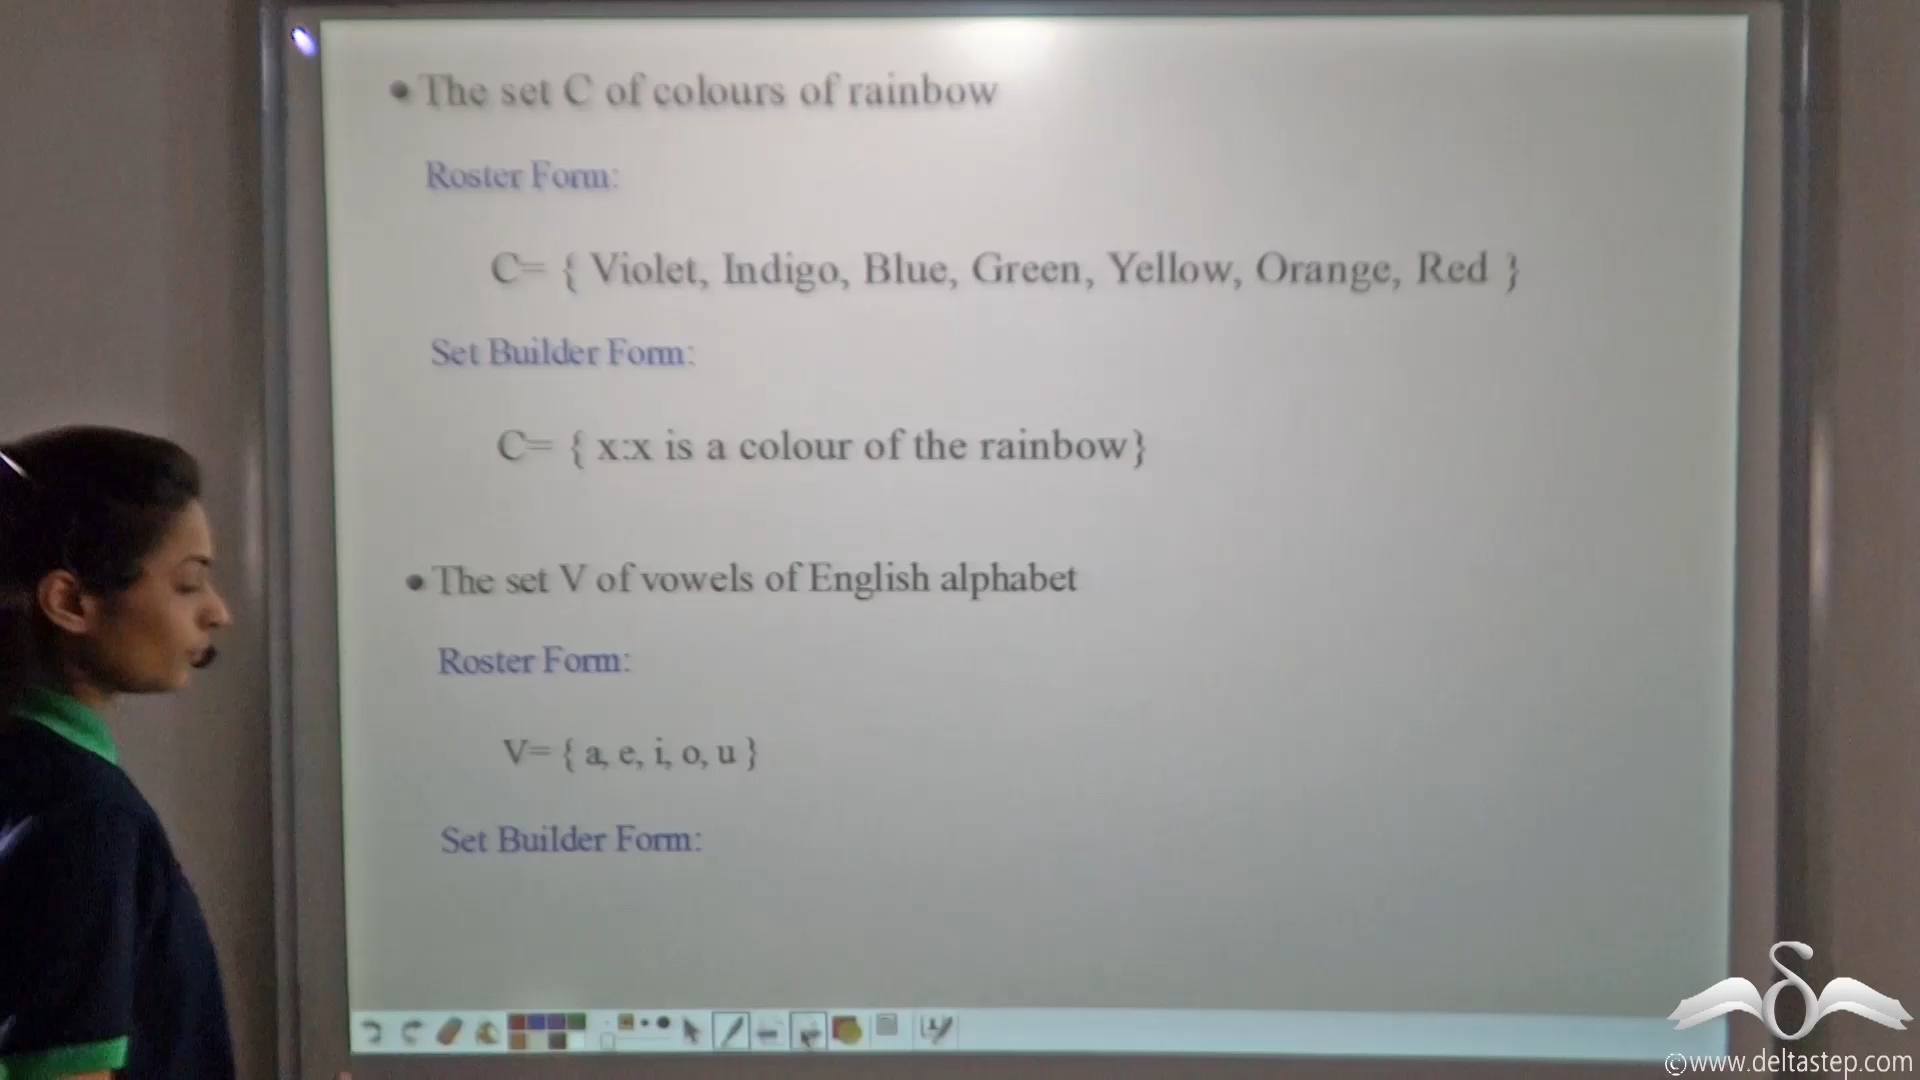 • The set C of colours of rainbow
Roster Form:
C= { Violet, Indigo, Blue, Green, Yellow, Orange, Red }
Set Builder Form:
C= { x:x is a colour of the rainbow}
• The set V of vowels of English alphabet
Roster Form:
V= { a, e, i, o, u }
Set Builder Form:
©www.deltastep.com